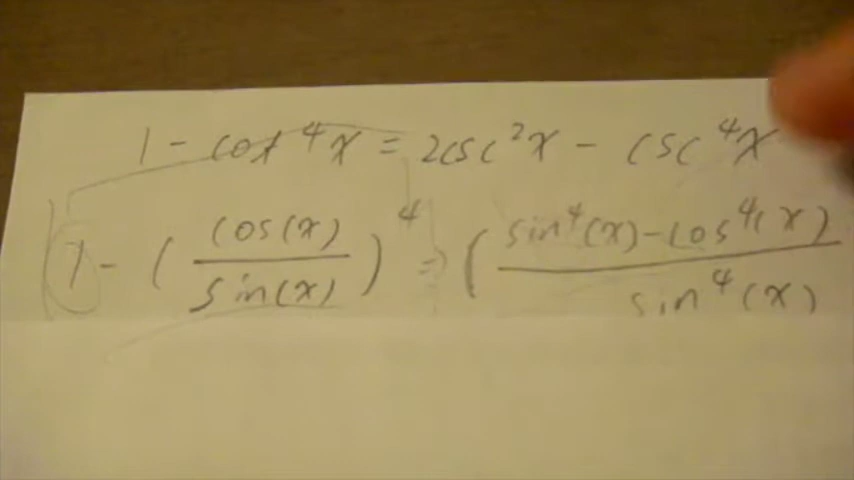 1 - cot⁴x = 2csc²x - csc⁴x
1 - (cos(x)/sin(x))⁴ => (sin⁴(x)-cos⁴(x)/sin⁴(x)